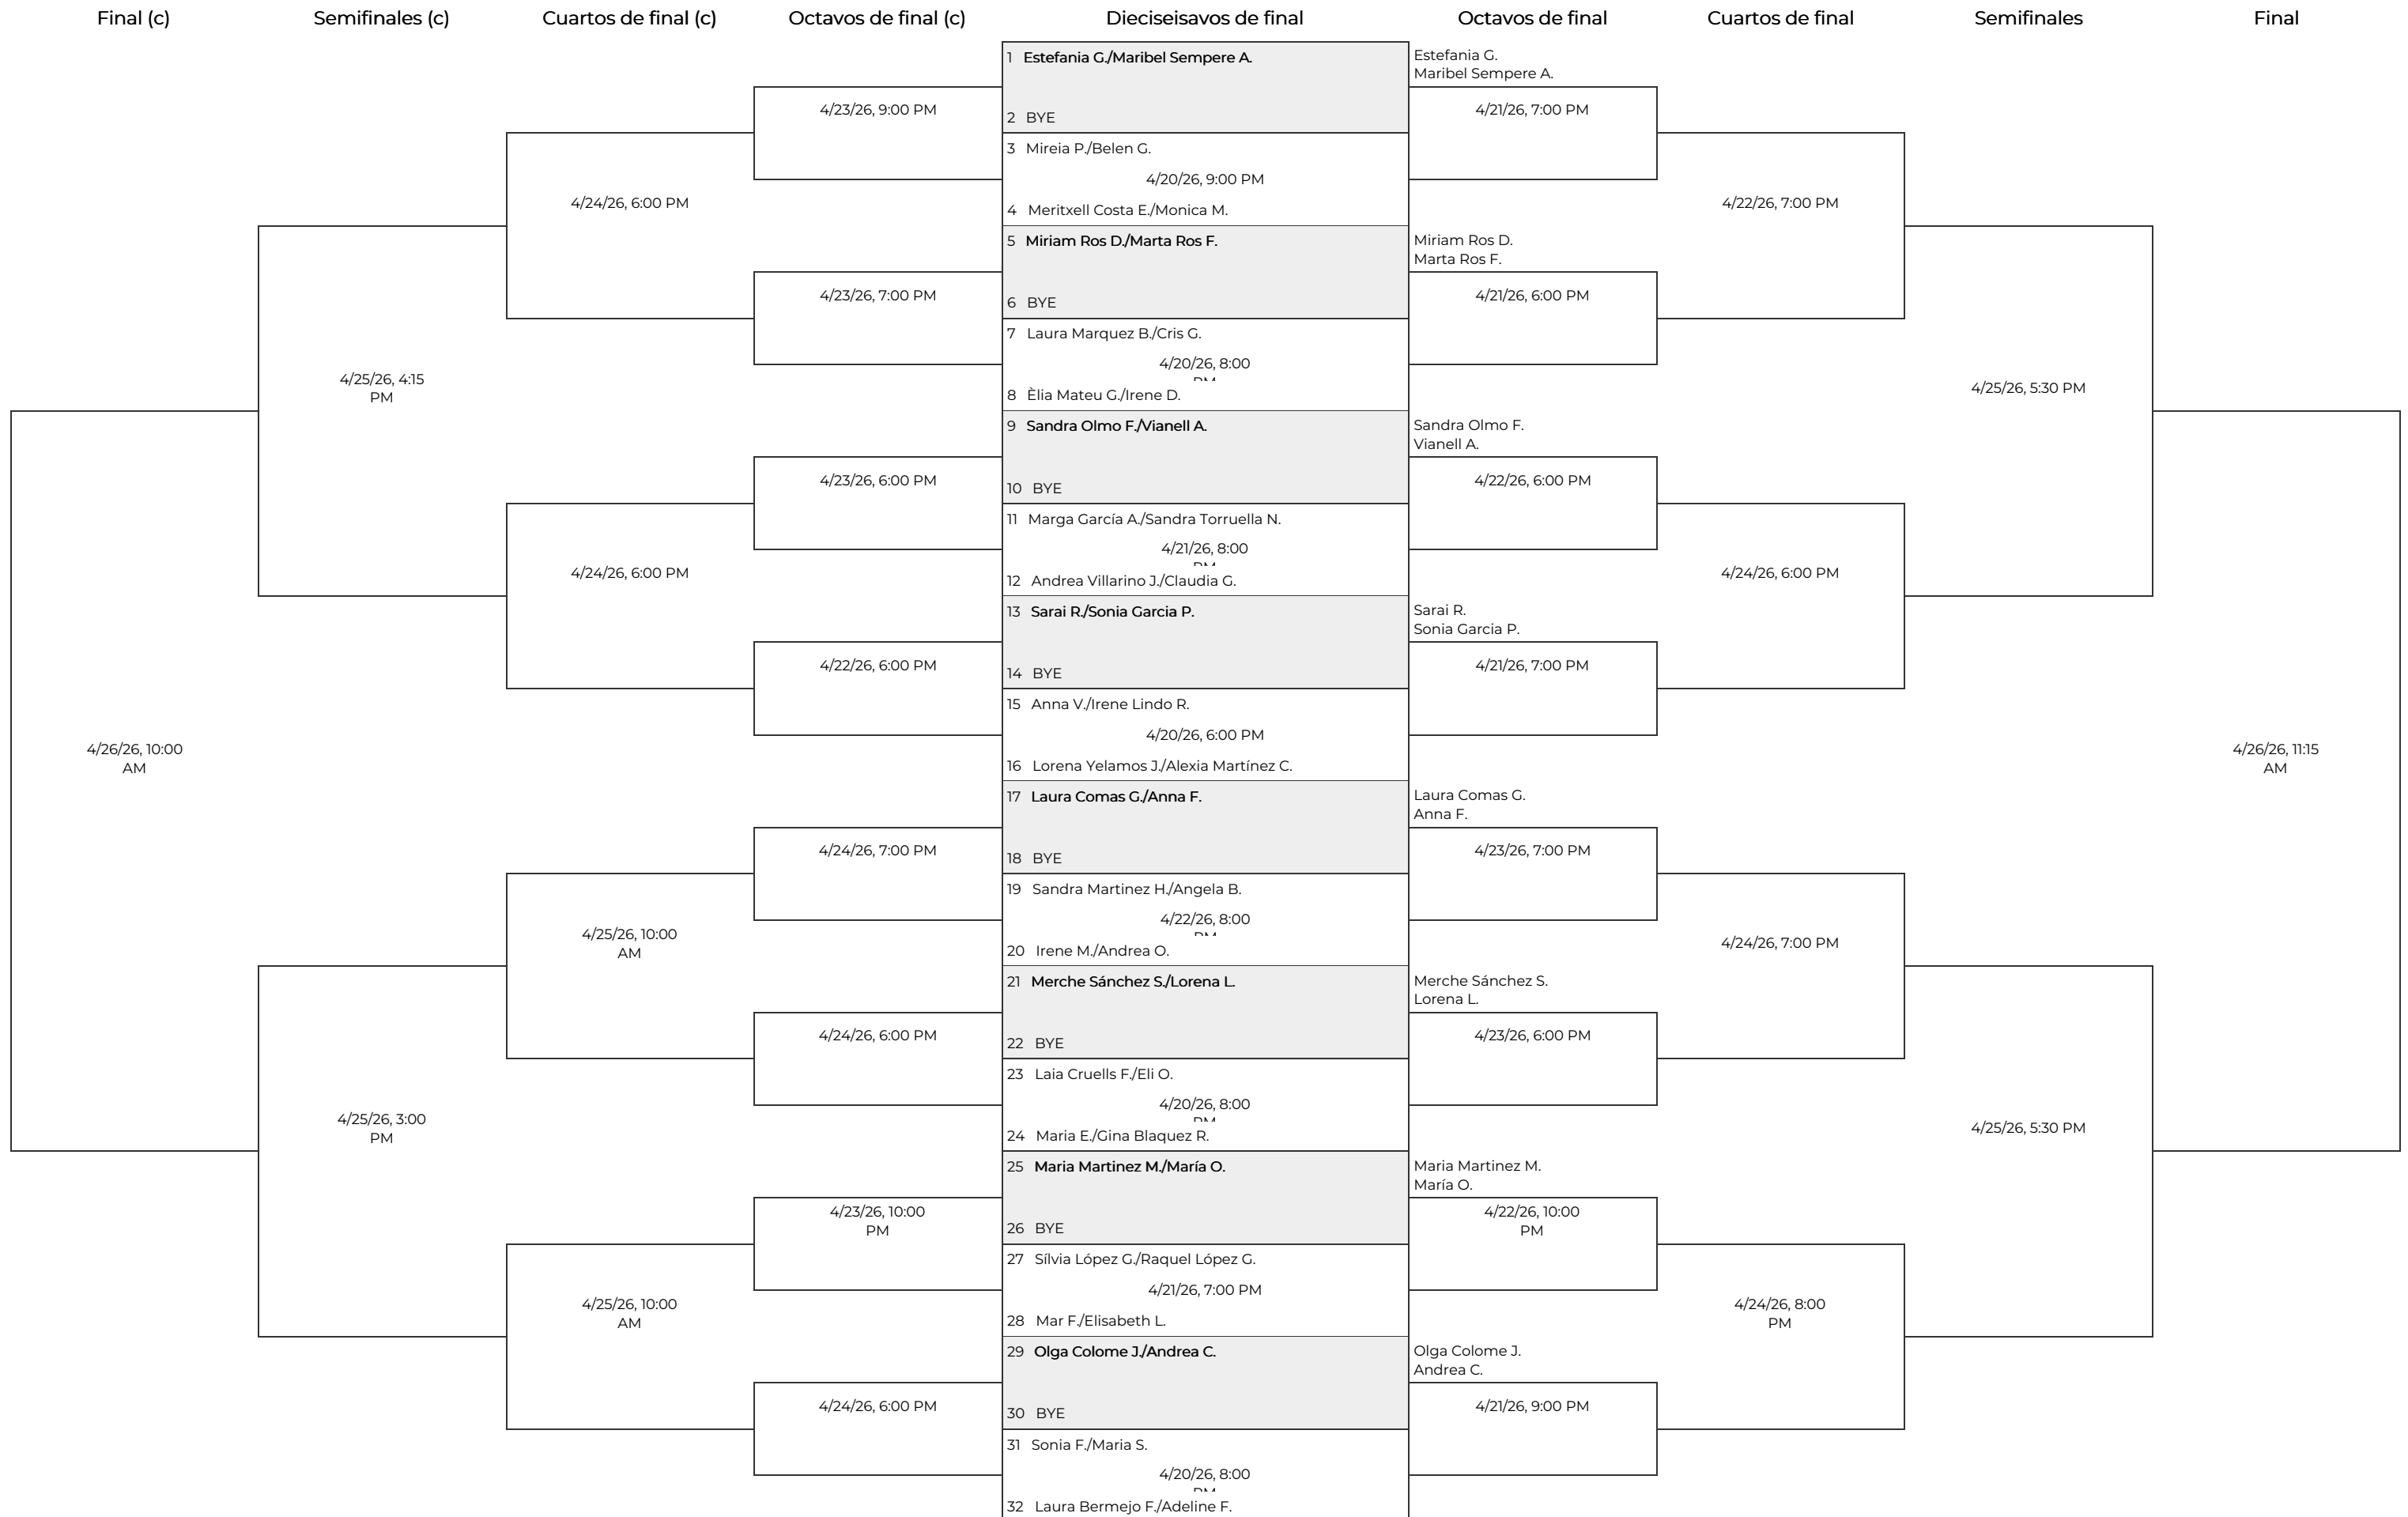 Final (c)
Semifinales (c)
Cuartos de final (c)
Octavos de final (c)
Dieciseisavos de final
Octavos de final
Cuartos de final
Semifinales
Final
4/26/26, 10:00
AM
4/25/26, 4:15
PM
4/25/26, 3:00
PM
4/24/26, 6:00 PM
4/24/26, 6:00 PM
4/25/26, 10:00
AM
4/25/26, 10:00
AM
4/23/26, 9:00 PM
4/23/26, 7:00 PM
4/23/26, 6:00 PM
4/22/26, 6:00 PM
4/24/26, 7:00 PM
4/24/26, 6:00 PM
4/23/26, 10:00
PM
4/24/26, 6:00 PM
1 Estefania G./Maribel Sempere A.
2 BYE
3 Mireia P./Belen G.
4/20/26, 9:00 PM
4 Meritxell Costa E./Monica M.
5 Miriam Ros D./Marta Ros F.
6 BYE
7 Laura Marquez B./Cris G.
4/20/26, 8:00
PM
8 Èlia Mateu G./Irene D.
9 Sandra Olmo F./Vianell A.
10 BYE
11 Marga García A./Sandra Torruella N.
4/21/26, 8:00
PM
12 Andrea Villarino J./Claudia G.
13 Sarai R./Sonia Garcia P.
14 BYE
15 Anna V./Irene Lindo R.
4/20/26, 6:00 PM
16 Lorena Yelamos J./Alexia Martínez C.
17 Laura Comas G./Anna F.
18 BYE
19 Sandra Martinez H./Angela B.
4/22/26, 8:00
PM
20 Irene M./Andrea O.
21 Merche Sánchez S./Lorena L.
22 BYE
23 Laia Cruells F./Eli O.
4/20/26, 8:00
PM
24 Maria E./Gina Blaquez R.
25 Maria Martinez M./María O.
26 BYE
27 Sílvia López G./Raquel López G.
4/21/26, 7:00 PM
28 Mar F./Elisabeth L.
29 Olga Colome J./Andrea C.
30 BYE
31 Sonia F./Maria S.
4/20/26, 8:00
PM
32 Laura Bermejo F./Adeline F.
Estefania G.
Maribel Sempere A.
4/21/26, 7:00 PM
Miriam Ros D.
Marta Ros F.
4/21/26, 6:00 PM
Sandra Olmo F.
Vianell A.
4/22/26, 6:00 PM
Sarai R.
Sonia Garcia P.
4/21/26, 7:00 PM
Laura Comas G.
Anna F.
4/23/26, 7:00 PM
Merche Sánchez S.
Lorena L.
4/23/26, 6:00 PM
Maria Martinez M.
María O.
4/22/26, 10:00
PM
Olga Colome J.
Andrea C.
4/21/26, 9:00 PM
4/22/26, 7:00 PM
4/24/26, 6:00 PM
4/24/26, 7:00 PM
4/24/26, 8:00
PM
4/25/26, 5:30 PM
4/25/26, 5:30 PM
4/26/26, 11:15
AM